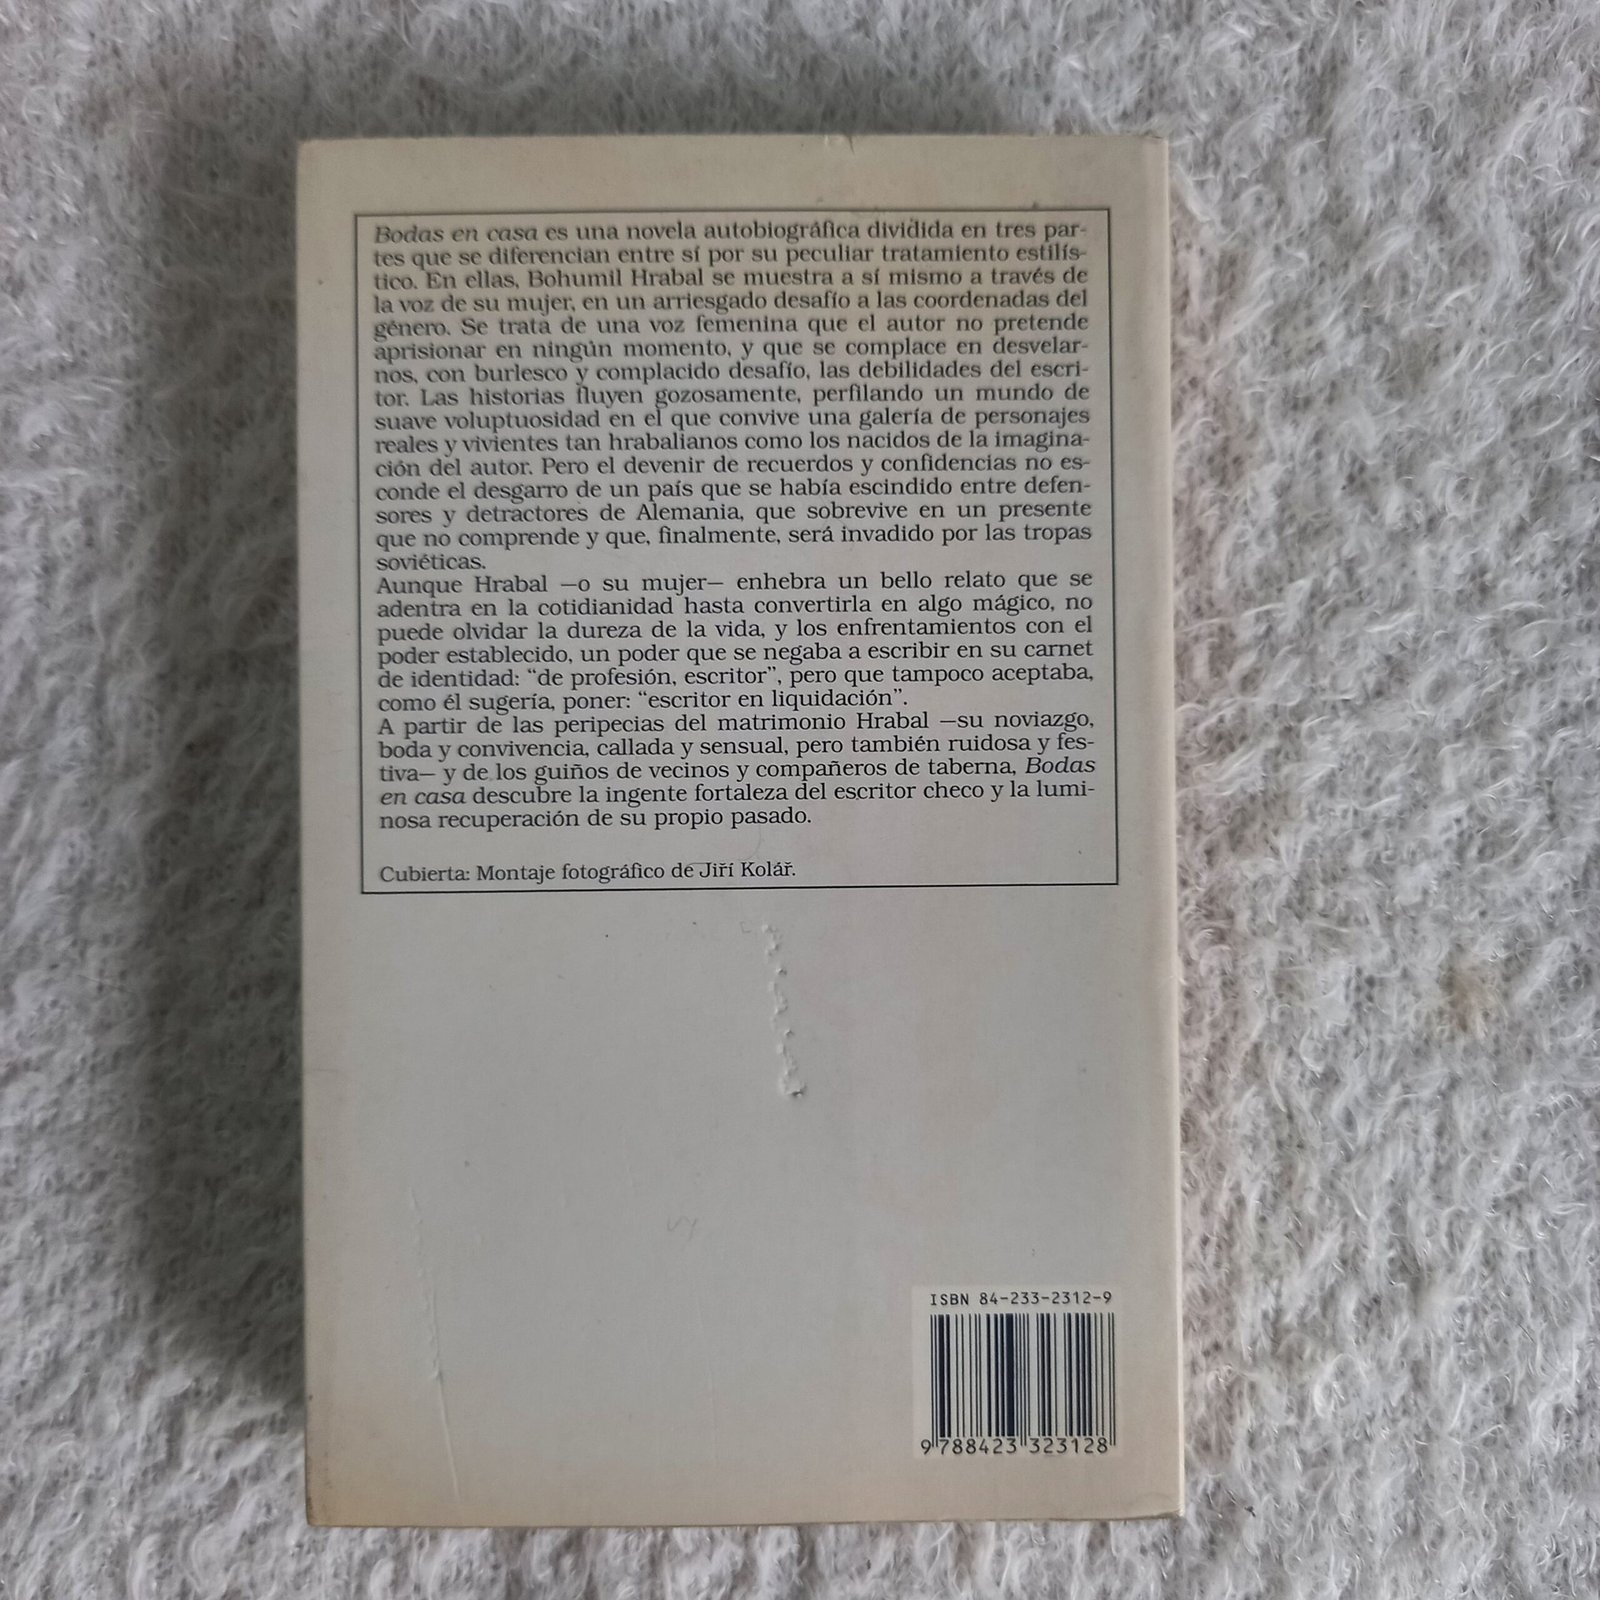 Bodas en casa es una novela autobiográfica dividida en tres par-
tes que se diferencian entre sí por su peculiar tratamiento estilís-
tico. En ellas, Bohumil Hrabal se muestra a sí mismo a través de
la voz de su mujer, en un arriesgado desafío a las coordenadas del
género. Se trata de una voz femenina que el autor no pretende
aprisionar en ningún momento, y que se complace en desvelar-
nos, con burlesco y complacido desafío, las debilidades del escri-
tor. Las historias fluyen gozosamente, perfilando un mundo de
suave voluptuosidad en el que convive una galería de personajes
reales y vivientes tan hrabalianos como los nacidos de la imagina-
ción del autor. Pero el devenir de recuerdos y confidencias no es-
conde el desgarro de un país que se había escindido entre defen-
sores y detractores de Alemania, que sobrevive en un presente
que no comprende y que, finalmente, será invadido por las tropas
soviéticas.
Aunque Hrabal —o su mujer— enhebra un bello relato que se
adentra en la cotidianidad hasta convertirla en algo mágico, no
puede olvidar la dureza de la vida, y los enfrentamientos con el
poder establecido, un poder que se negaba a escribir en su carnet
de identidad: “de profesión, escritor”, pero que tampoco aceptaba,
como él sugería, poner: “escritor en liquidación”.
A partir de las peripecias del matrimonio Hrabal —su noviazgo,
boda y convivencia, callada y sensual, pero también ruidosa y fes-
tiva— y de los guiños de vecinos y compañeros de taberna, Bodas
en casa descubre la ingente fortaleza del escritor checo y la lumi-
nosa recuperación de su propio pasado.
Cubierta: Montaje fotográfico de Jiří Kolář.
ISBN 84-233-2312-9
9 788423 323128